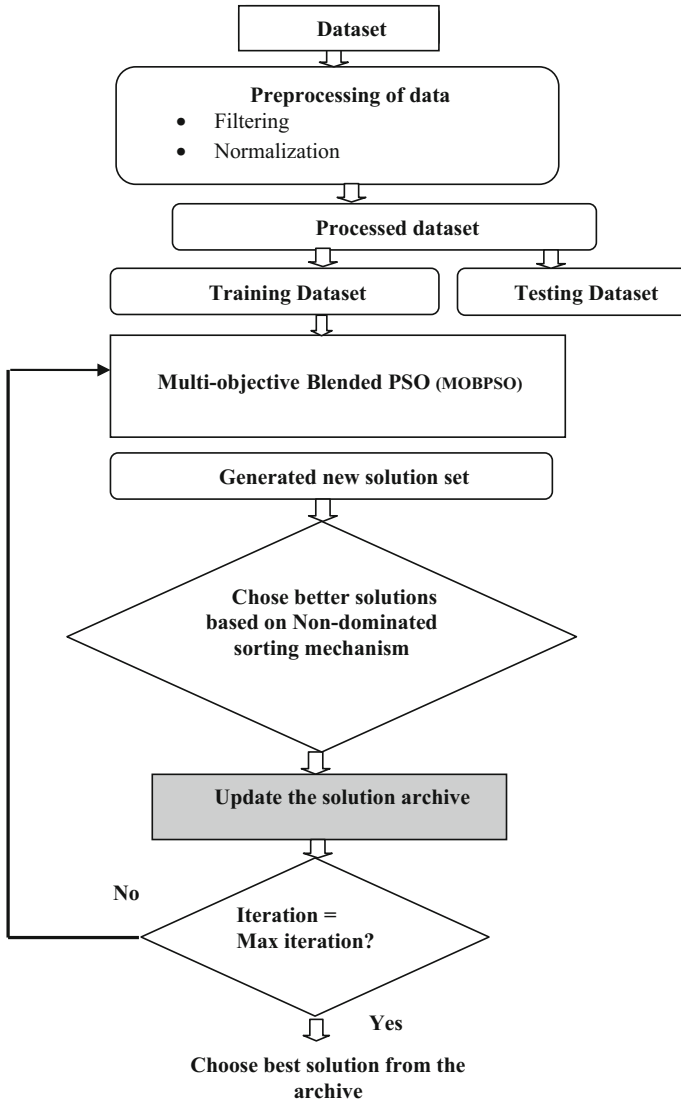 Dataset
Preprocessing of data
• Filtering
• Normalization
Processed dataset
Training Dataset
Testing Dataset
Multi-objective Blended PSO (MOBPSO)
Generated new solution set
Chose better solutions
based on Non-dominated
sorting mechanism
Update the solution archive
No
Iteration =
Max iteration?
Yes
Choose best solution from the
archive